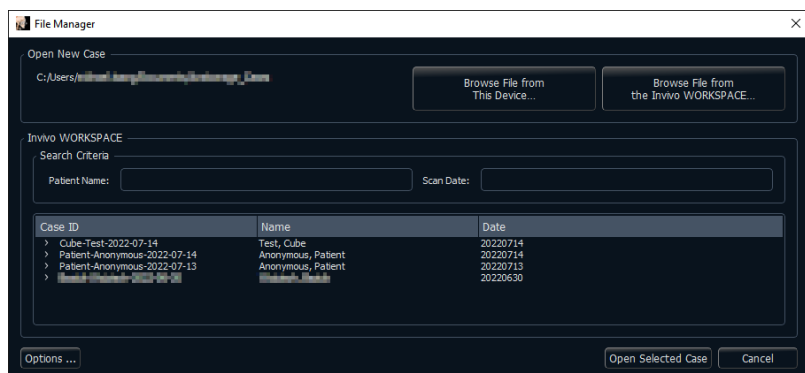 File Manager
Open New Case
C:/Users/
Browse File from
This Device...
Browse File from
the Invivo WORKSPACE...
Invivo WORKSPACE
Search Criteria
Patient Name:
Scan Date:
Case ID Name Date
Cube-Test-2022-07-14 Test, Cube 20220714
Patient-Anonymous-2022-07-14 Anonymous, Patient 20220714
Patient-Anonymous-2022-07-13 Anonymous, Patient 20220713
20220630
Options ...
Open Selected Case
Cancel